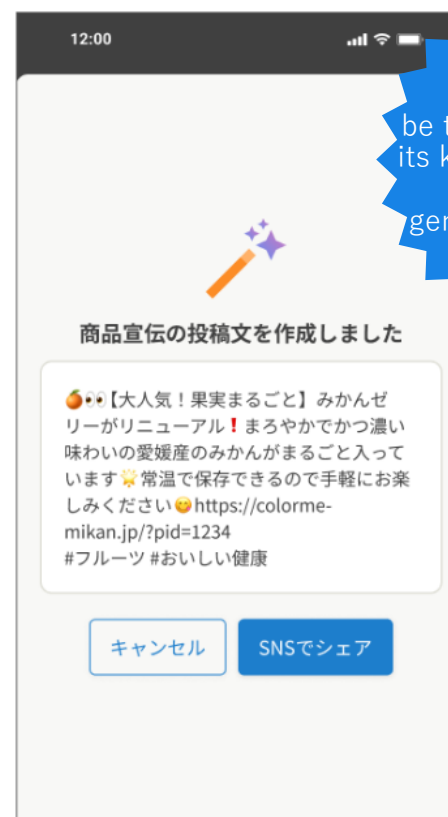 12:00
be
its
商品宣伝の投稿文を作成しました
🍊👀【大人気！果実まるごと】みかんゼ
リーがリニューアル❗まろやかでかつ濃い
味わいの愛媛産のみかんがまるごと入って
います🌟常温で保存できるので手軽にお楽
しみください😋https://colorme-
mikan.jp/?pid=1234
#フルーツ #おいしい健康
キャンセル
SNSでシェア